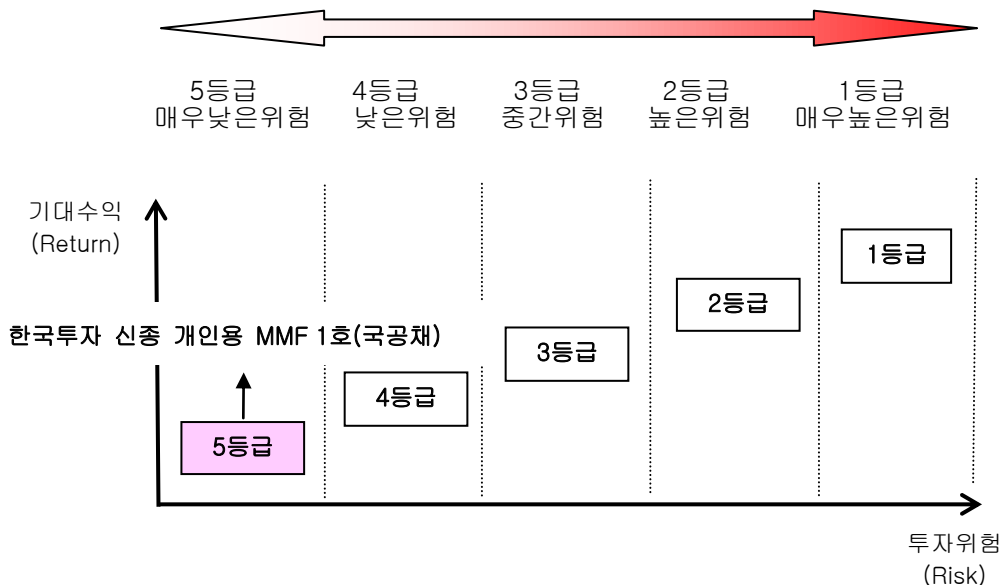 5등급
매우낮은위험
4등급
낮은위험
3등급
중간위험
2등급
높은위험
1등급
매우높은위험
기대수익
(Return)
1등급
2등급
한국투자 신종 개인용 MMF 1호(국공채)
3등급
4등급
5등급
투자위험
(Risk)